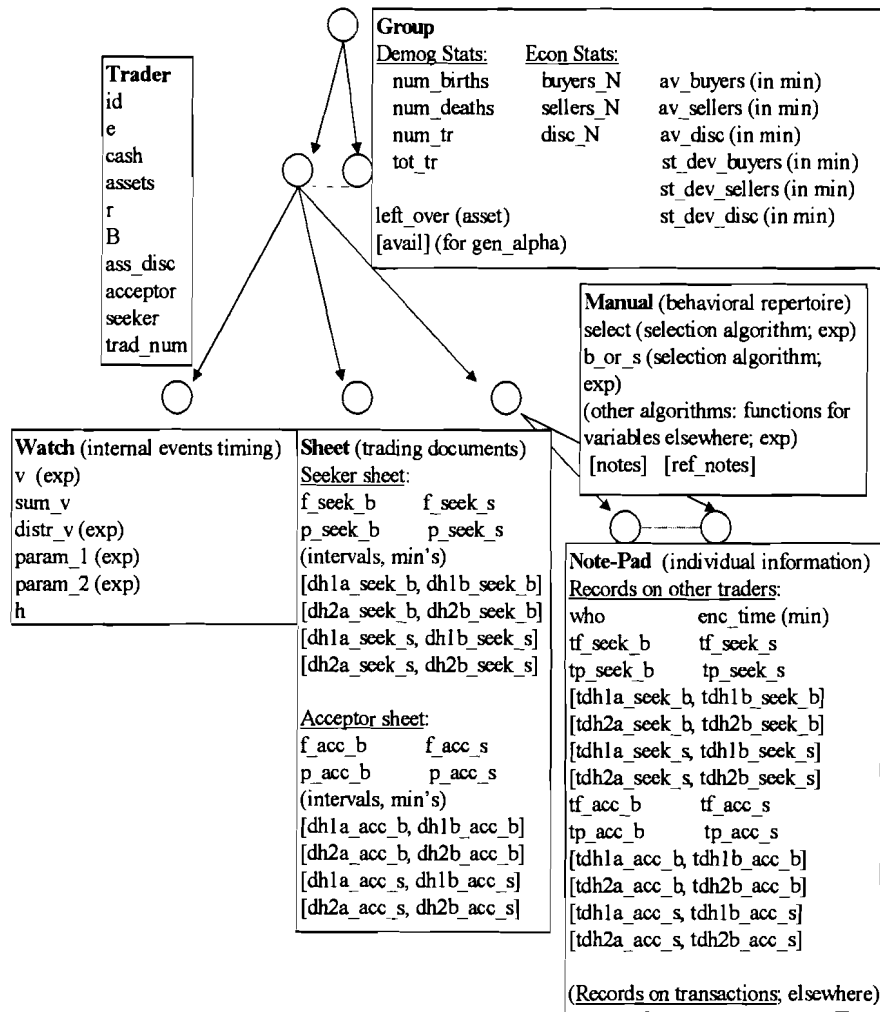 Group
Demog Stats: Econ Stats:
num_births buyers_N av_buyers (in min)
num_deaths sellers_N av_sellers (in min)
num_tr disc_N av_disc (in min)
tot_tr st_dev_buyers (in min)
st_dev_sellers (in min)
left_over (asset) st_dev_disc (in min)
[avail] (for gen_alpha)
Trader
id
e
cash
assets
r
B
ass_disc
acceptor
seeker
trad_num
Manual (behavioral repertoire)
select (selection algorithm; exp)
b_or_s (selection algorithm;
exp)
(other algorithms: functions for
variables elsewhere; exp)
[notes] [ref_notes]
Watch (internal events timing)
v (exp)
sum_v
distr_v (exp)
param_1 (exp)
param_2 (exp)
h
Sheet (trading documents)
Seeker sheet:
f_seek_b f_seek_s
p_seek_b p_seek_s
(intervals, min's)
[dh1a_seek_b, dh1b_seek_b]
[dh2a_seek_b, dh2b_seek_b]
[dh1a_seek_s, dh1b_seek_s]
[dh2a_seek_s, dh2b_seek_s]
Acceptor sheet:
f_acc_b f_acc_s
p_acc_b p_acc_s
(intervals, min's)
[dh1a_acc_b, dh1b_acc_b]
[dh2a_acc_b, dh2b_acc_b]
[dh1a_acc_s, dh1b_acc_s]
[dh2a_acc_s, dh2b_acc_s]
Note-Pad (individual information)
Records on other traders:
who enc_time (min)
tf_seek_b tf_seek_s
tp_seek_b tp_seek_s
[tdh1a_seek_b, tdh1b_seek_b]
[tdh2a_seek_b, tdh2b_seek_b]
[tdh1a_seek_s, tdh1b_seek_s]
[tdh2a_seek_s, tdh2b_seek_s]
tf_acc_b tf_acc_s
tp_acc_b tp_acc_s
[tdh1a_acc_b, tdh1b_acc_b]
[tdh2a_acc_b, tdh2b_acc_b]
[tdh1a_acc_s, tdh1b_acc_s]
[tdh2a_acc_s, tdh2b_acc_s]
(Records on transactions; elsewhere)